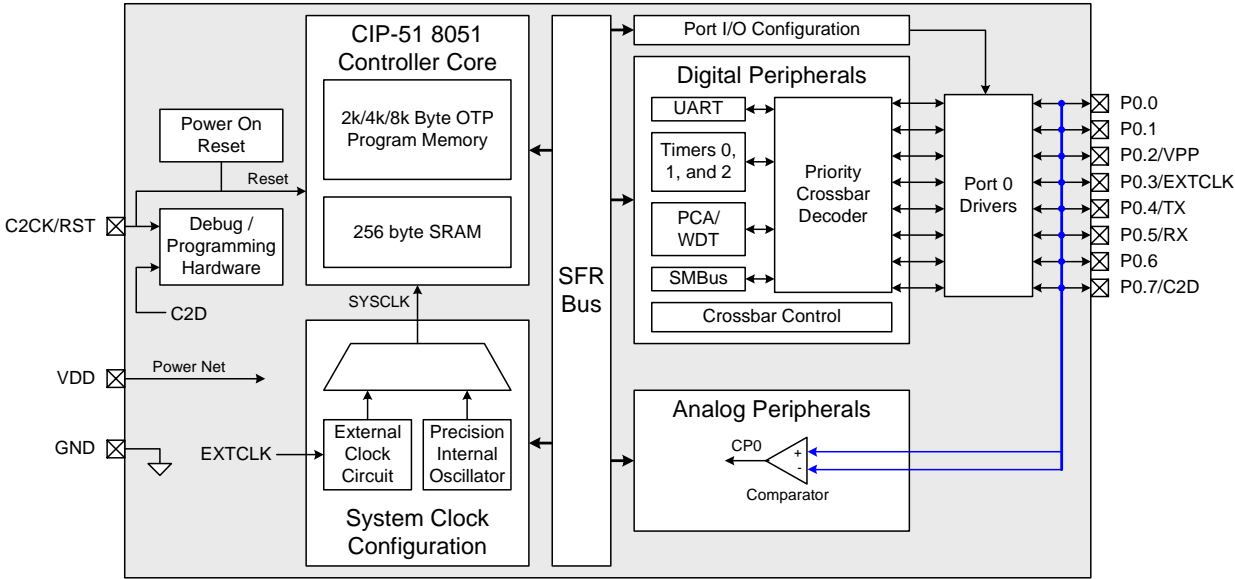 CIP-51 8051
Controller Core
2k/4k/8k Byte OTP
Program Memory
256 byte SRAM
Power On
Reset
Reset
C2CK/RST
Debug /
Programming
Hardware
C2D
SYSCLK
VDD
Power Net
GND
EXTCLK
External
Clock
Circuit
Precision
Internal
Oscillator
System Clock
Configuration
SFR
Bus
Port I/O Configuration
Digital Peripherals
UART
Timers 0,
1, and 2
PCA/
WDT
SMBus
Priority
Crossbar
Decoder
Crossbar Control
Port 0
Drivers
P0.0
P0.1
P0.2/VPP
P0.3/EXTCLK
P0.4/TX
P0.5/RX
P0.6
P0.7/C2D
Analog Peripherals
CP0
+
-
Comparator